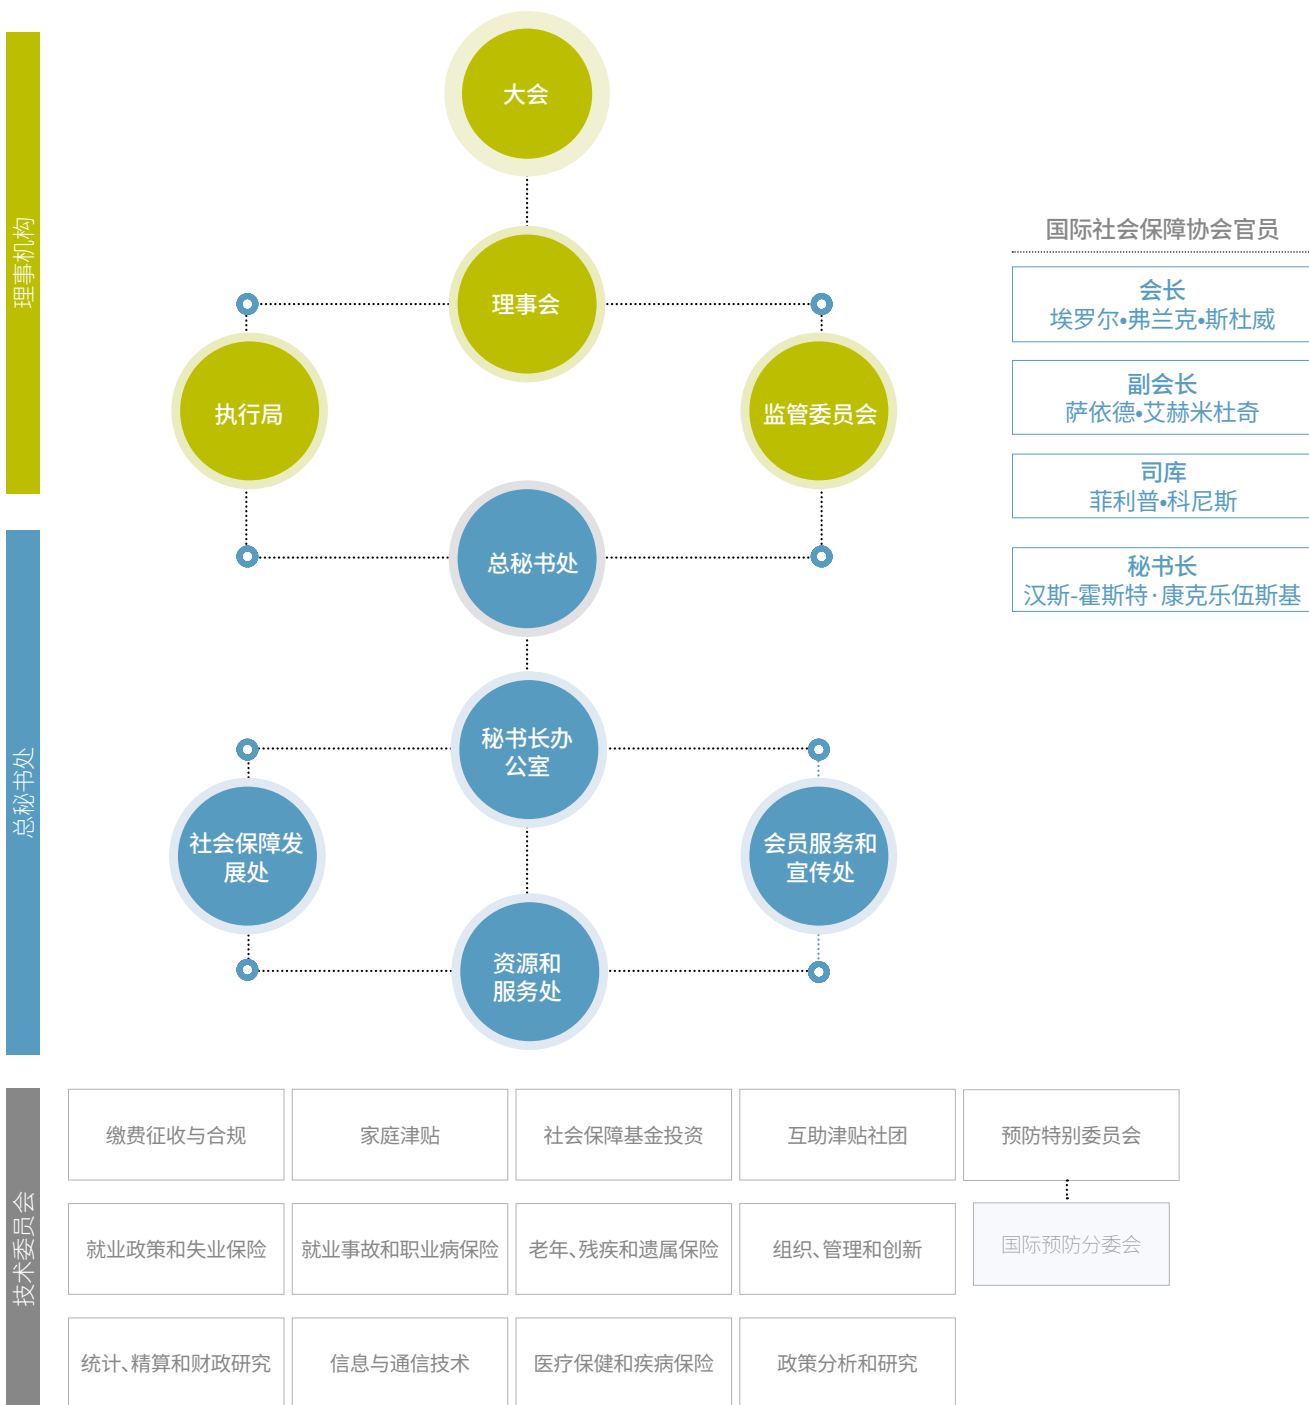 理事机构
大会
理事会
执行局
监管委员会
国际社会保障协会官员
会长
埃罗尔•弗兰克•斯杜威
副会长
萨依德•艾赫米杜奇
司库
菲利普•科尼斯
秘书长
汉斯-霍斯特·康克乐伍斯基
总秘书处
总秘书处
秘书长办
公室
社会保障发
展处
会员服务和
宣传处
资源和
服务处
技术委员会
缴费征收与合规
家庭津贴
社会保障基金投资
互助津贴社团
预防特别委员会
就业政策和失业保险
就业事故和职业病保险
老年、残疾和遗属保险
组织、管理和创新
国际预防分委会
统计、精算和财政研究
信息与通信技术
医疗保健和疾病保险
政策分析和研究